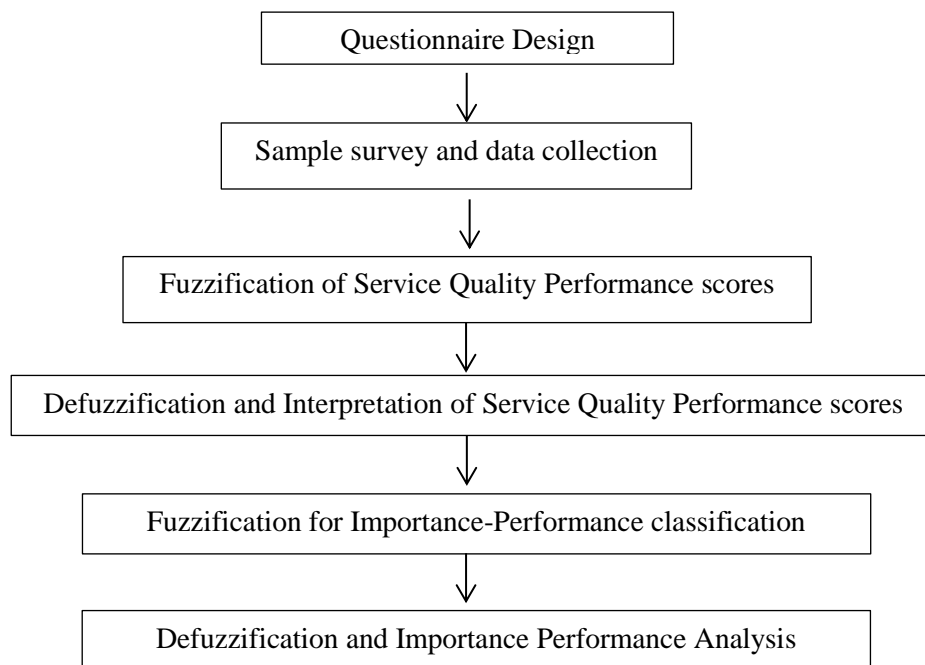 Questionnaire Design
Sample survey and data collection
Fuzzification of Service Quality Performance scores
Defuzzification and Interpretation of Service Quality Performance scores
Fuzzification for Importance-Performance classification
Defuzzification and Importance Performance Analysis